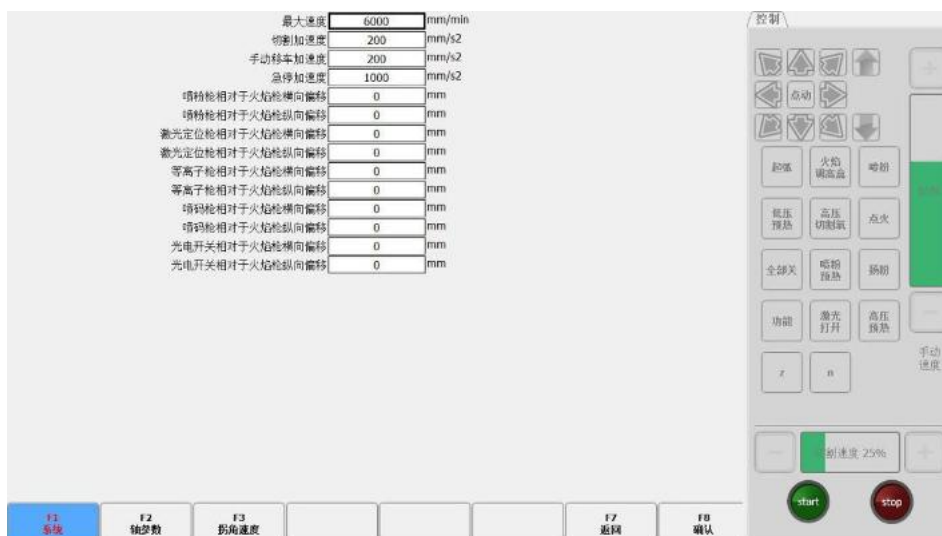 最大速度 6000 mm/min
切割加速度 200 mm/s2
手动移车加速度 200 mm/s2
急停加速度 1000 mm/s2
喷粉枪相对于火焰枪横向偏移 0 mm
喷粉枪相对于火焰枪纵向偏移 0 mm
激光定位枪相对于火焰枪横向偏移 0 mm
激光定位枪相对于火焰枪纵向偏移 0 mm
等离子枪相对于火焰枪横向偏移 0 mm
等离子枪相对于火焰枪纵向偏移 0 mm
喷码枪相对于火焰枪横向偏移 0 mm
喷码枪相对于火焰枪纵向偏移 0 mm
光电开关相对于火焰枪横向偏移 0 mm
光电开关相对于火焰枪纵向偏移 0 mm
F1 F2 F3 F7 F8
系统 轴参数 拐角速度 返回 确认
控制
点动
起弧
火焰
调高盒
喷粉
低压
预热
高压
切割氧
点火
全部关
喷粉
预热
扬粉
功能
激光
打开
高压
预热
手动
速度
割速度 25%
start
stop